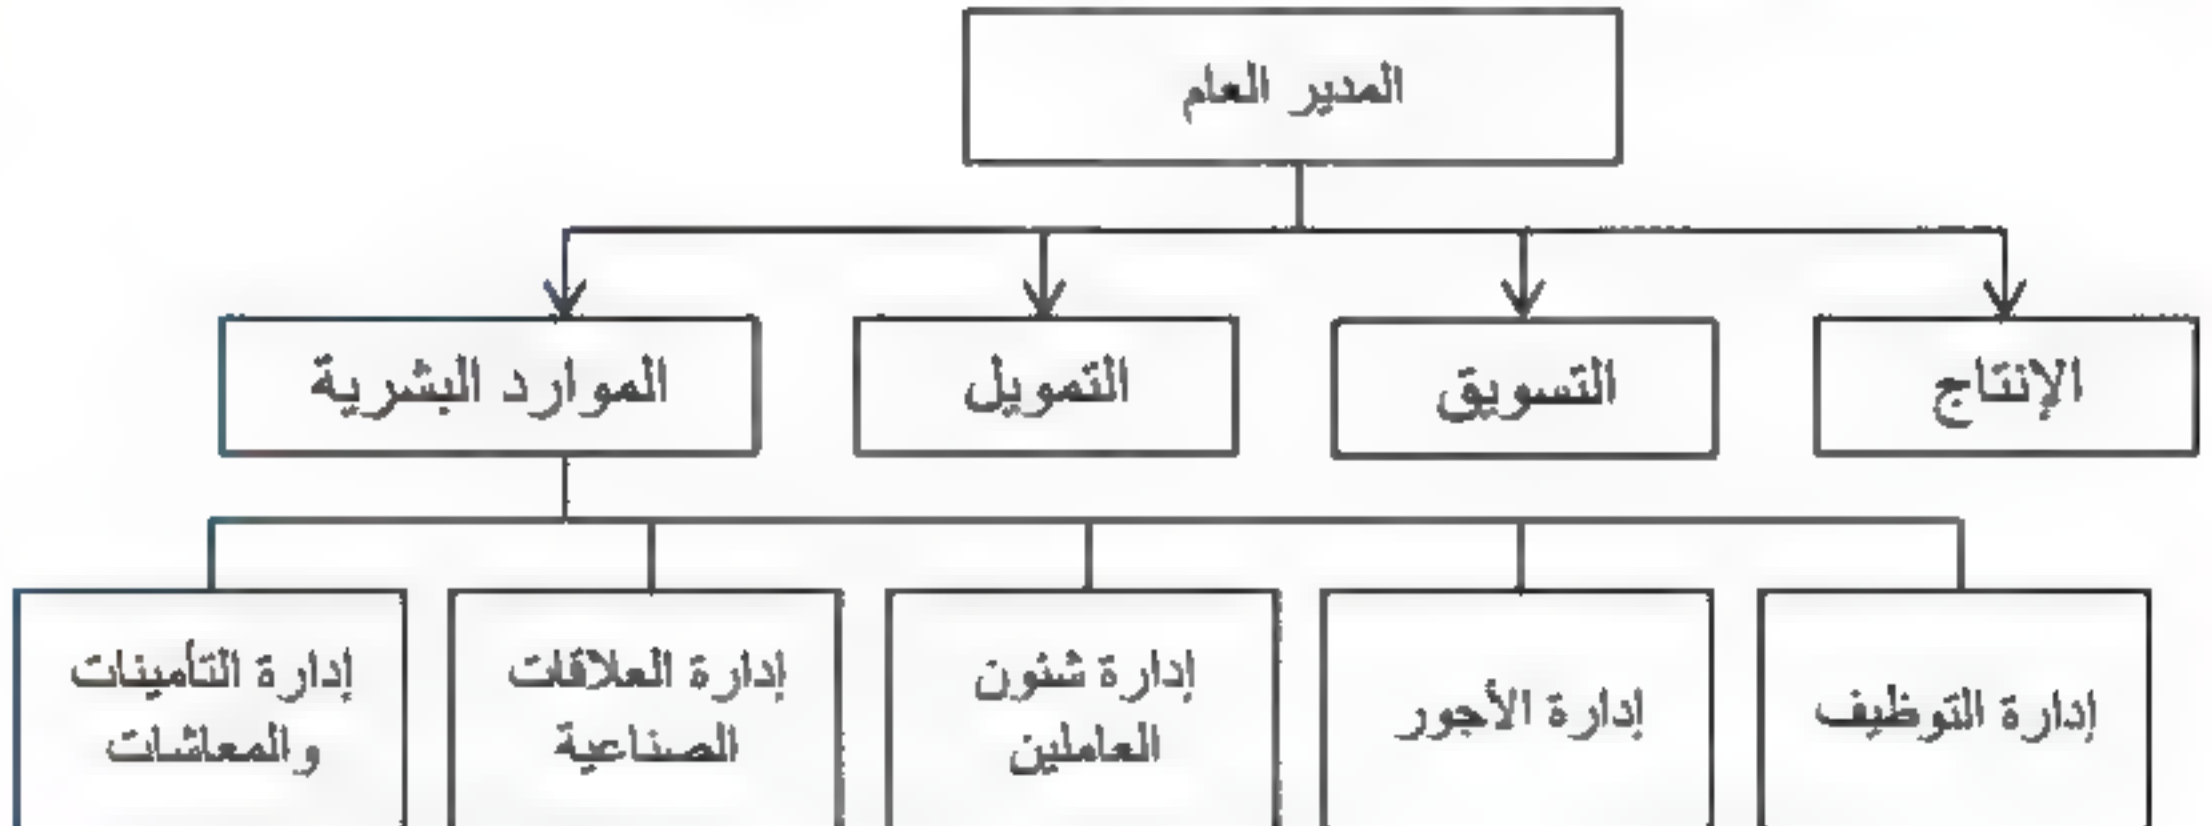 المدير العام
الإنتاج
التسويق
التمويل
الموارد البشرية
إدارة التوظيف
إدارة الأجور
إدارة شئون
العاملين
إدارة العلاقات
الصناعية
إدارة التأمينات
والمعاشات